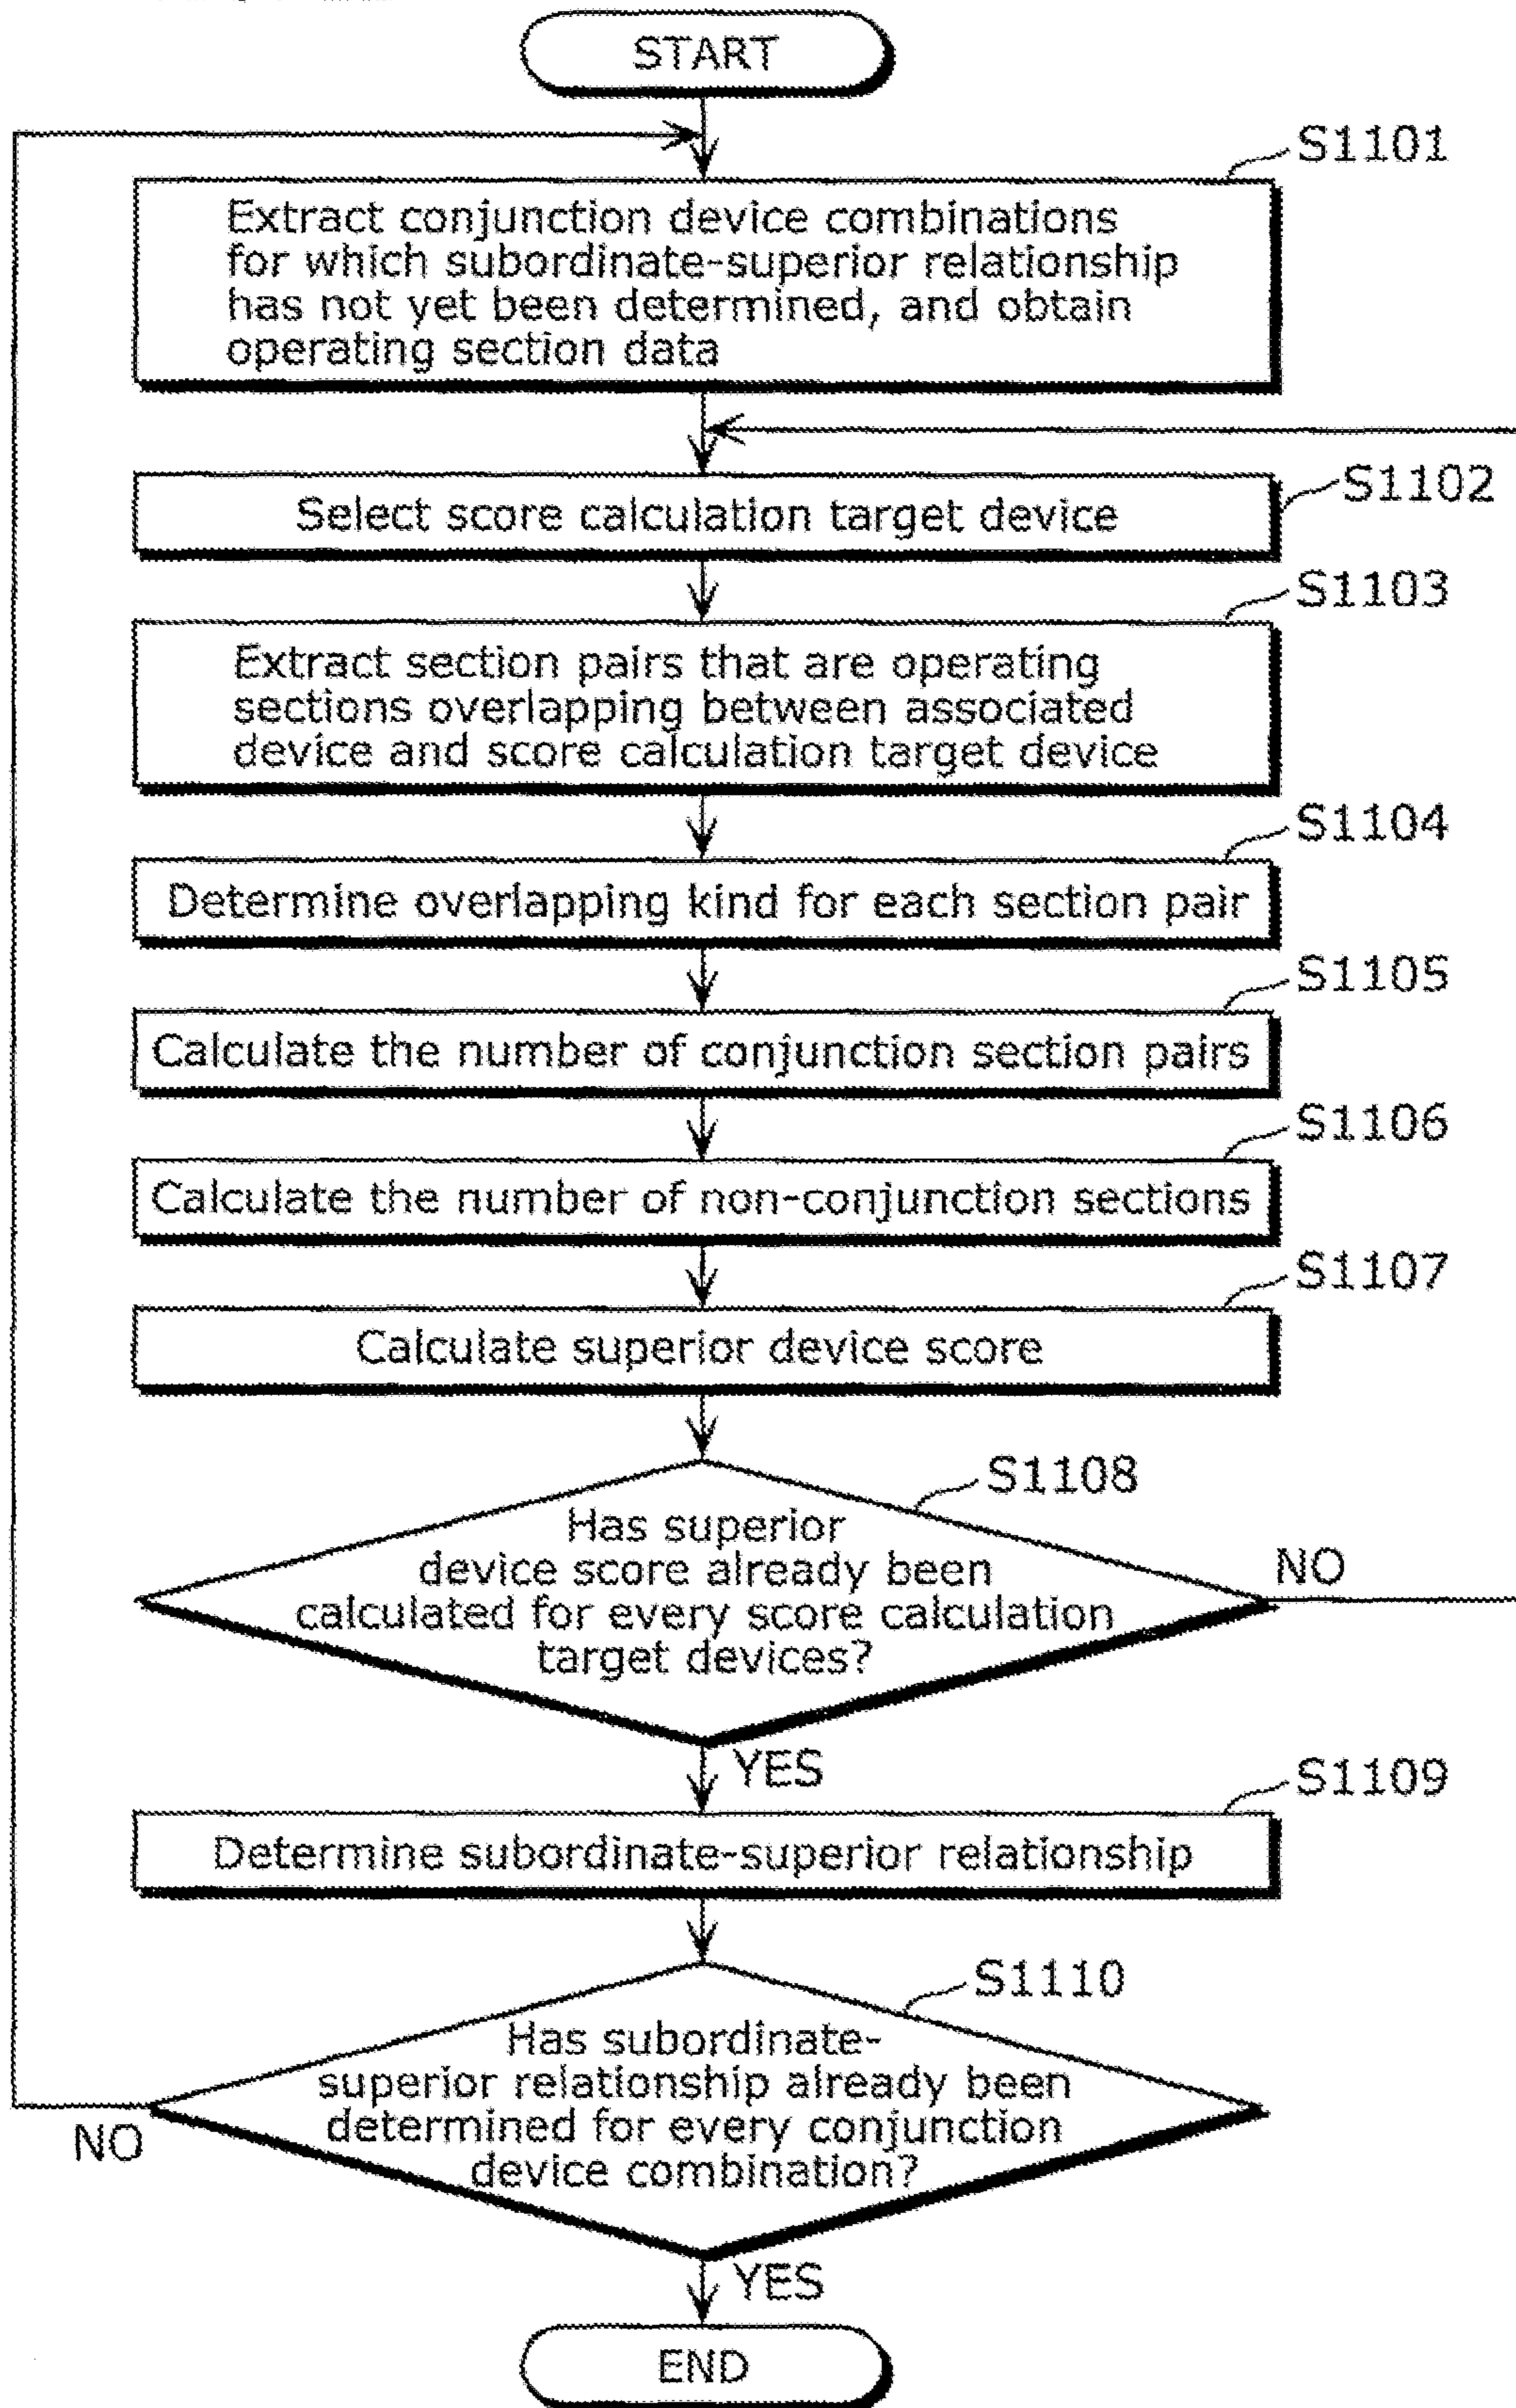 START
S1101
Extract conjunction device combinations
for which subordinate-superior relationship
has not yet been determined, and obtain
operating section data
S1102
Select score calculation target device
S1103
Extract section pairs that are operating
sections overlapping between associated
device and score calculation target device
S1104
Determine overlapping kind for each section pair
S1105
Calculate the number of conjunction section pairs
S1106
Calculate the number of non-conjunction sections
S1107
Calculate superior device score
S1108
Has superior
device score already been
calculated for every score calculation
target devices?
NO
YES
S1109
Determine subordinate-superior relationship
S1110
Has subordinate-
superior relationship already been
determined for every conjunction
device combination?
NO
YES
END